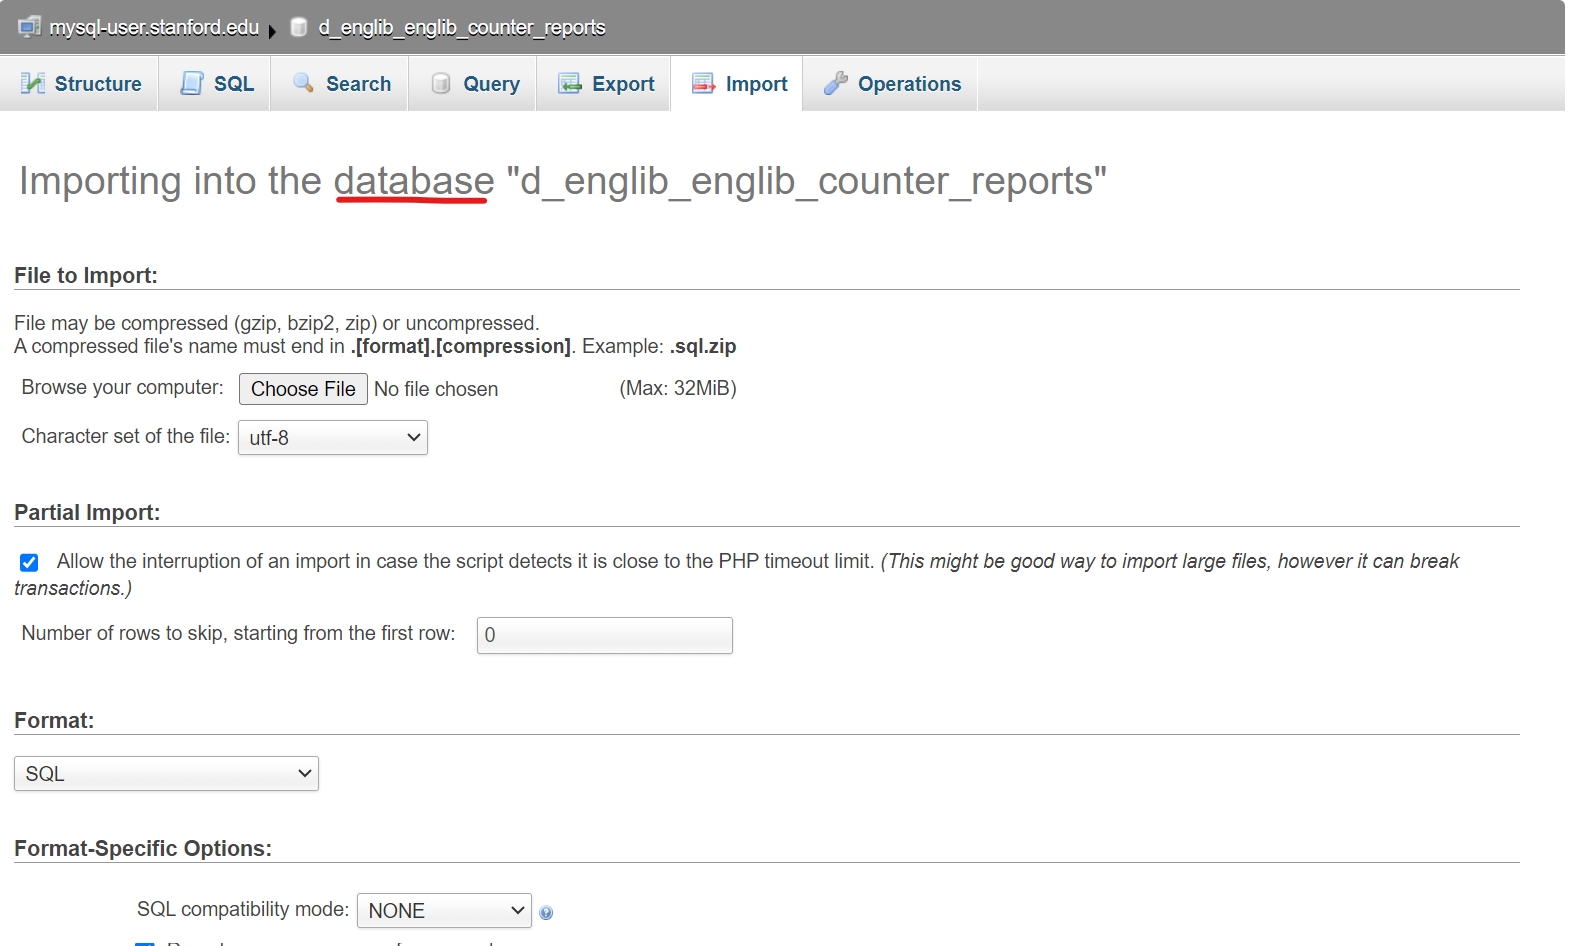 mysql-user.stanford.edu d_englib_englib_counter_reports
Structure SQL Search Query Export Import Operations
Importing into the database "d_englib_englib_counter_reports"
File to Import:
File may be compressed (gzip, bzip2, zip) or uncompressed.
A compressed file's name must end in .[format].[compression]. Example: .sql.zip
Browse your computer: Choose File No file chosen (Max: 32MiB)
Character set of the file: utf-8
Partial Import:
Allow the interruption of an import in case the script detects it is close to the PHP timeout limit. (This might be good way to import large files, however it can break
transactions.)
Number of rows to skip, starting from the first row: 0
Format:
SQL
Format-Specific Options:
SQL compatibility mode: NONE